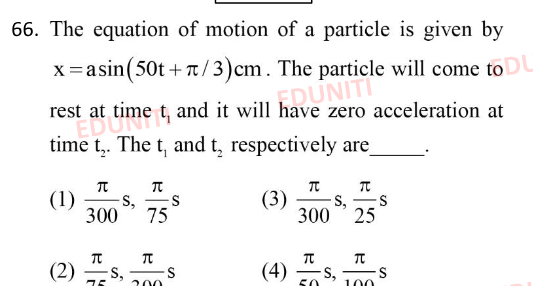 66. The equation of motion of a particle is given by
x = a sin(50t + π/3) cm. The particle will come to
rest at time t₁ and it will have zero acceleration at
time t₂. The t₁ and t₂ respectively are_____.
(1) π/300 s, π/75 s (3) π/300 s, π/25 s
(2) π/75 s, π/ s (4) π/50 s, π/100 s
EDUNITI
EDUNITI
EDU